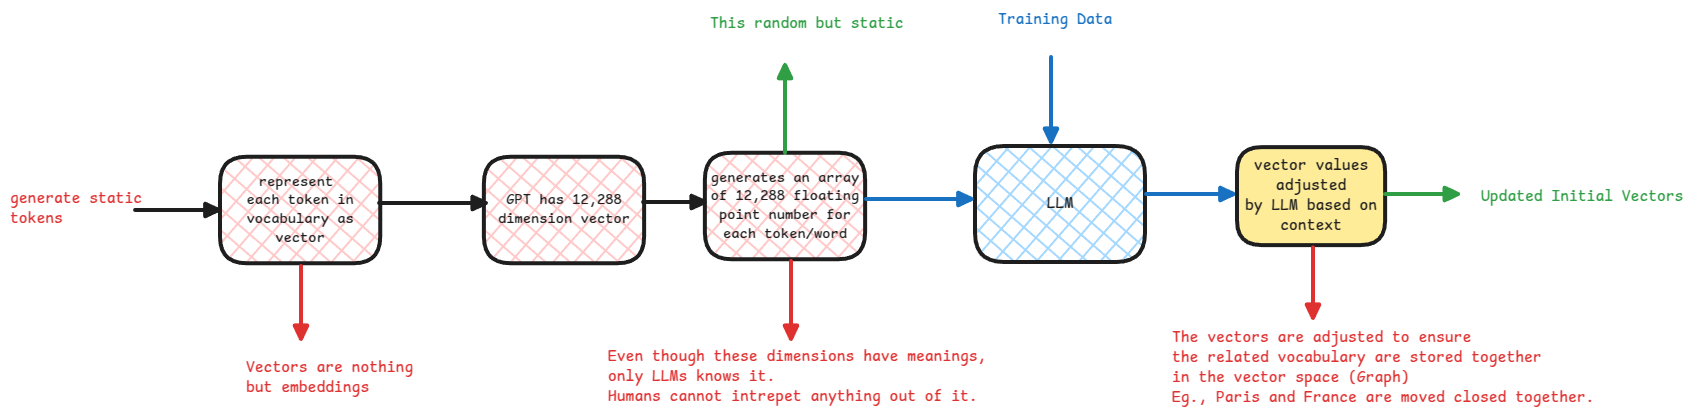 This random but static
Training Data
generate static
tokens
represent
each token in
vocabulary as
vector
GPT has 12,288
dimension vector
generates an array
of 12,288 floating
point number for
each token/word
LLM
vector values
adjusted
by LLM based on
context
Updated Initial Vectors
Vectors are nothing
but embeddings
Even though these dimensions have meanings,
only LLMs knows it.
Humans cannot intrepet anything out of it.
The vectors are adjusted to ensure
the related vocabulary are stored together
in the vector space (Graph)
Eg., Paris and France are moved closed together.